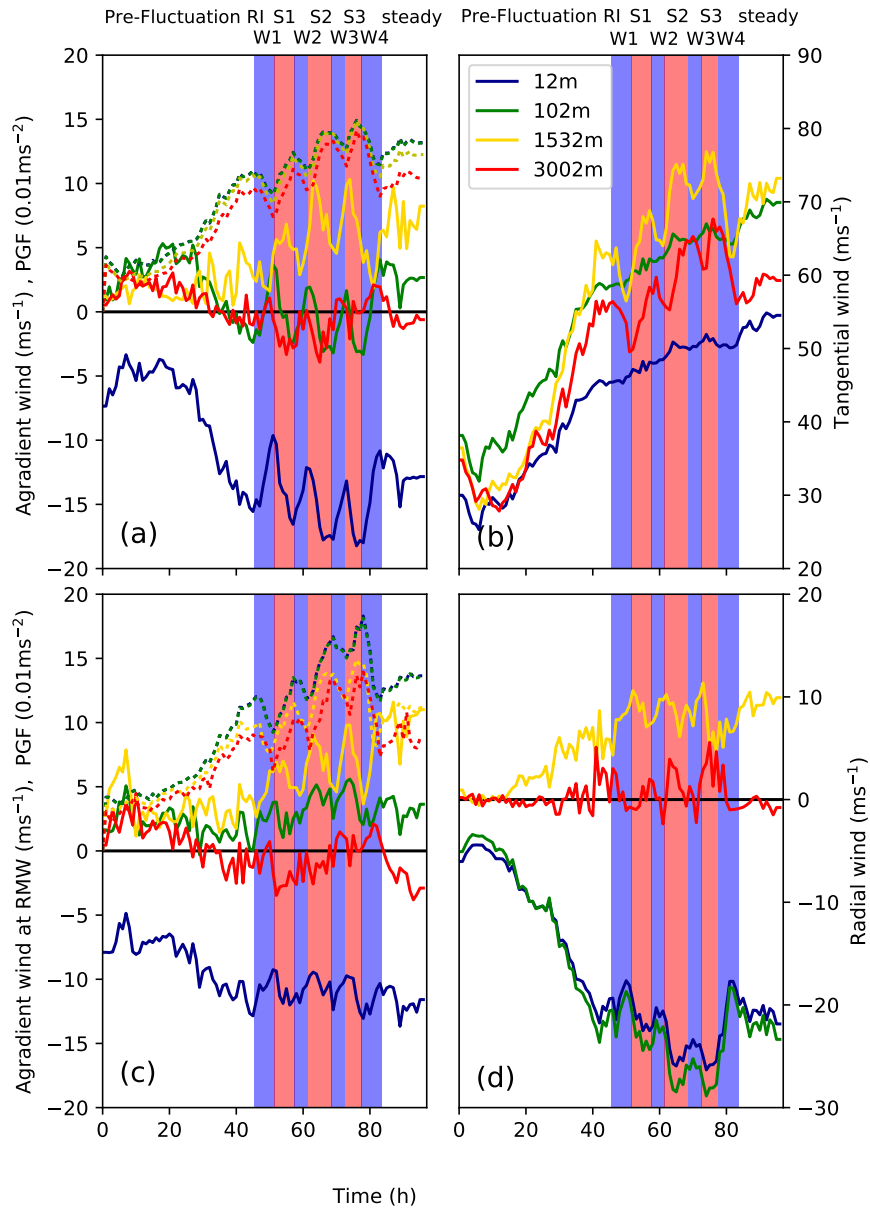 Pre-Fluctuation RI S1 S2 S3 steady
W1 W2 W3 W4
Pre-Fluctuation RI S1 S2 S3 steady
W1 W2 W3 W4
20
15
10
5
0
−5
−10
−15
−20
Agradient wind (ms−1) , PGF (0.01ms−2)
(a)
12m
102m
1532m
3002m
90
80
70
60
50
40
30
20
Tangential wind (ms−1)
(b)
20
15
10
5
0
−5
−10
−15
−20
Agradient wind at RMW (ms−1), PGF (0.01ms−2)
(c)
0 20 40 60 80
20
10
0
−10
−20
−30
Radial wind (ms−1)
(d)
0 20 40 60 80
Time (h)